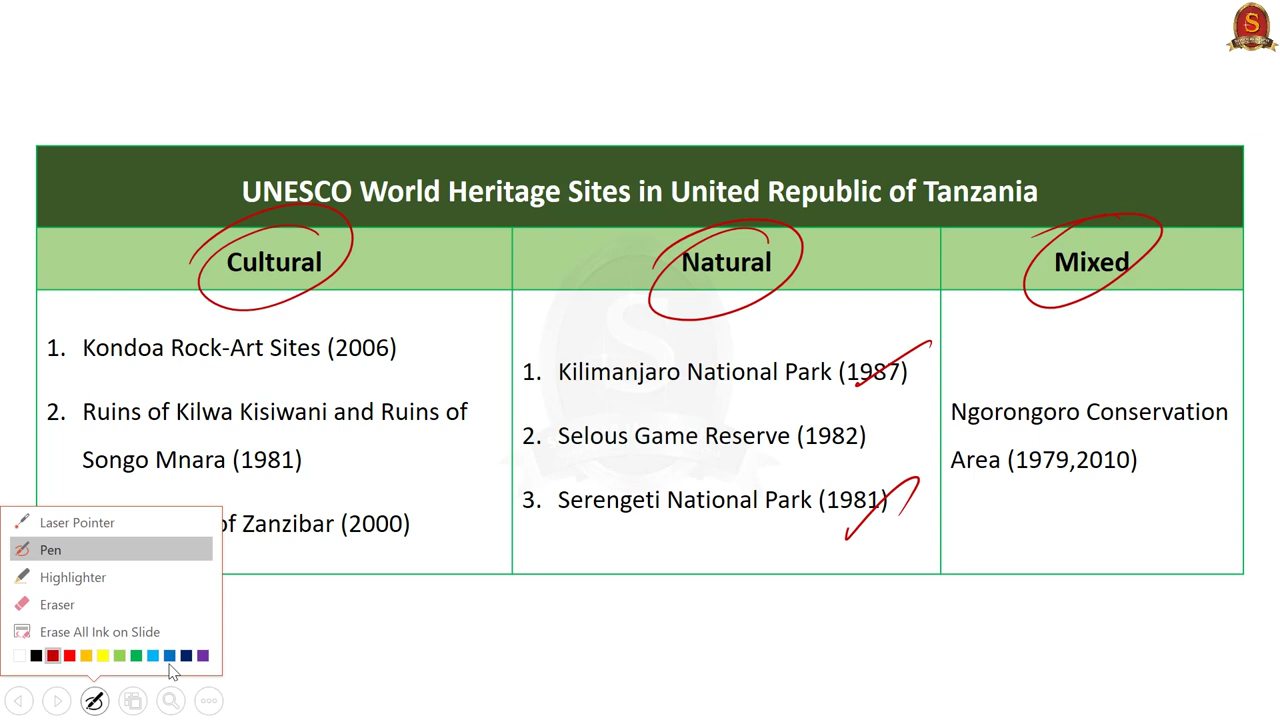 UNESCO World Heritage Sites in United Republic of Tanzania
Cultural
Natural
Mixed
1. Kondoa Rock-Art Sites (2006)
2. Ruins of Kilwa Kisiwani and Ruins of
Songo Mnara (1981)
of Zanzibar (2000)
1. Kilimanjaro National Park (1987)
2. Selous Game Reserve (1982)
3. Serengeti National Park (1981)
Ngorongoro Conservation
Area (1979,2010)
Laser Pointer
Pen
Highlighter
Eraser
Erase All Ink on Slide
S
S